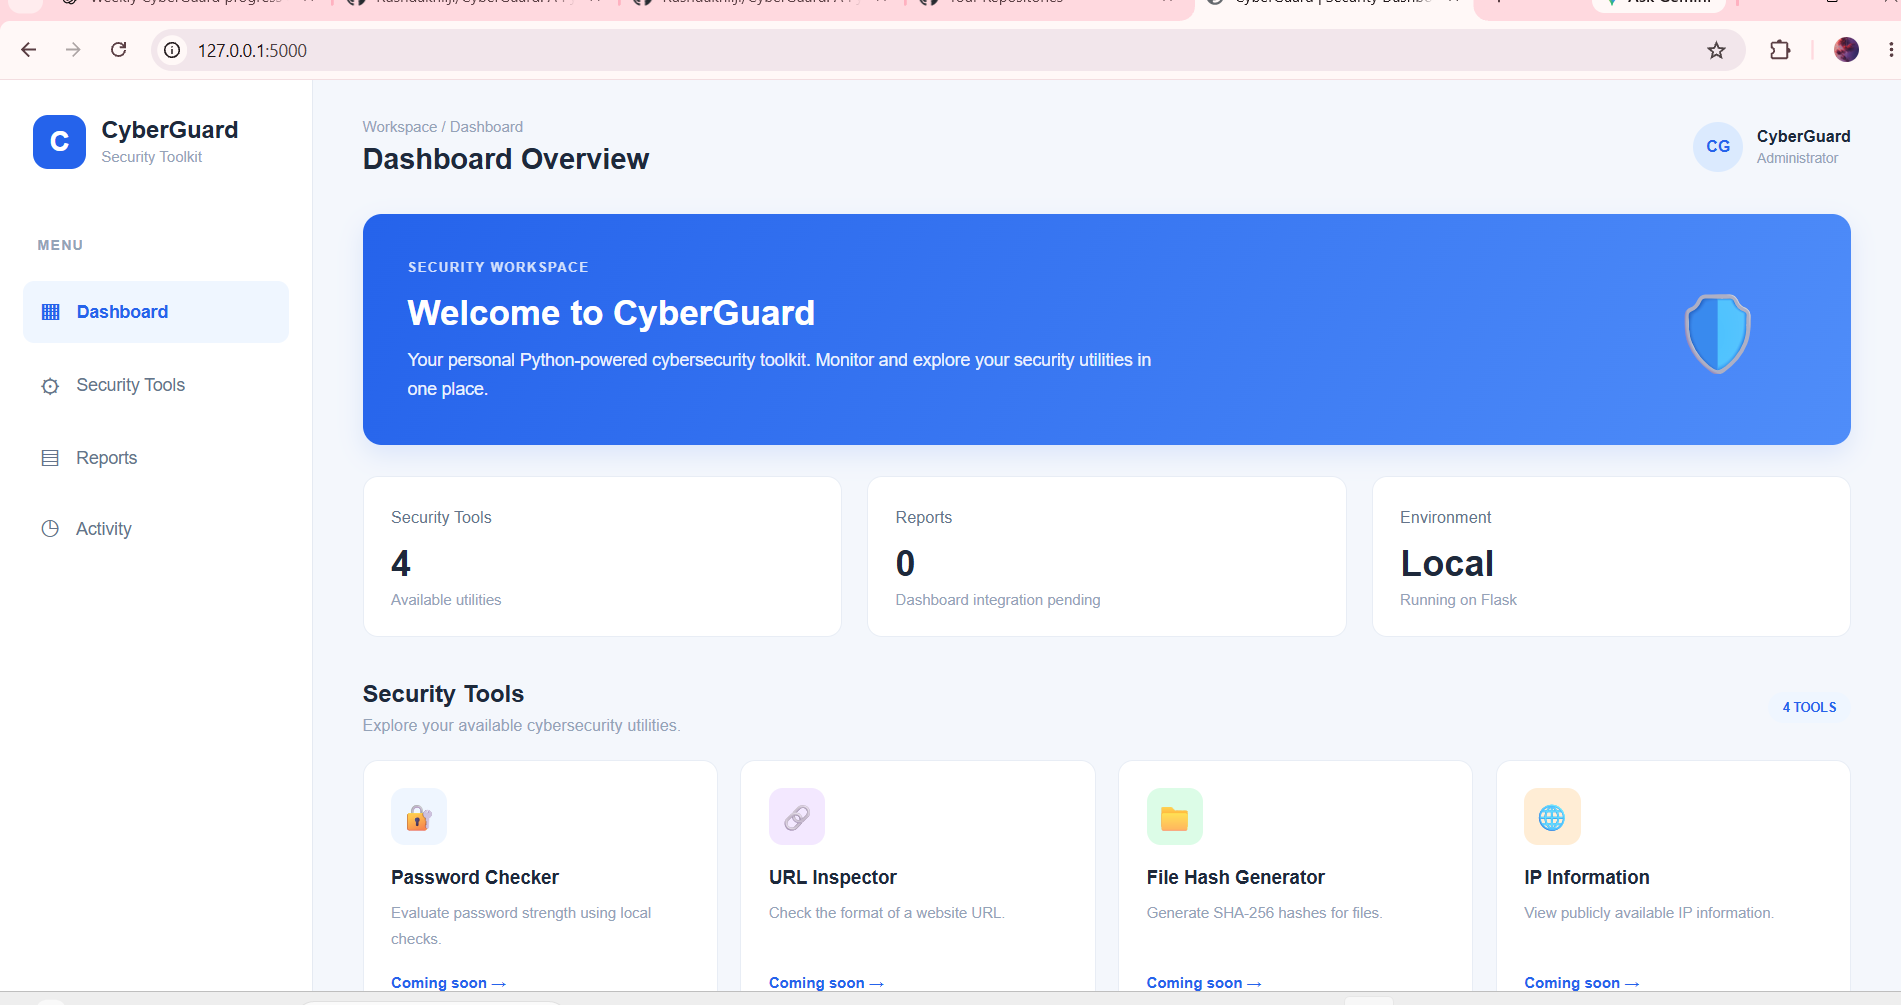 Ask Gemini
127.0.0.1:5000
C
CyberGuard
Security Toolkit
MENU
Dashboard
Security Tools
Reports
Activity
Workspace / Dashboard
Dashboard Overview
CG
CyberGuard
Administrator
SECURITY WORKSPACE
Welcome to CyberGuard
Your personal Python-powered cybersecurity toolkit. Monitor and explore your security utilities in
one place.
Security Tools
4
Available utilities
Reports
0
Dashboard integration pending
Environment
Local
Running on Flask
Security Tools
Explore your available cybersecurity utilities.
4 TOOLS
Password Checker
Evaluate password strength using local
checks.
Coming soon →
URL Inspector
Check the format of a website URL.
Coming soon →
File Hash Generator
Generate SHA-256 hashes for files.
Coming soon →
IP Information
View publicly available IP information.
Coming soon →